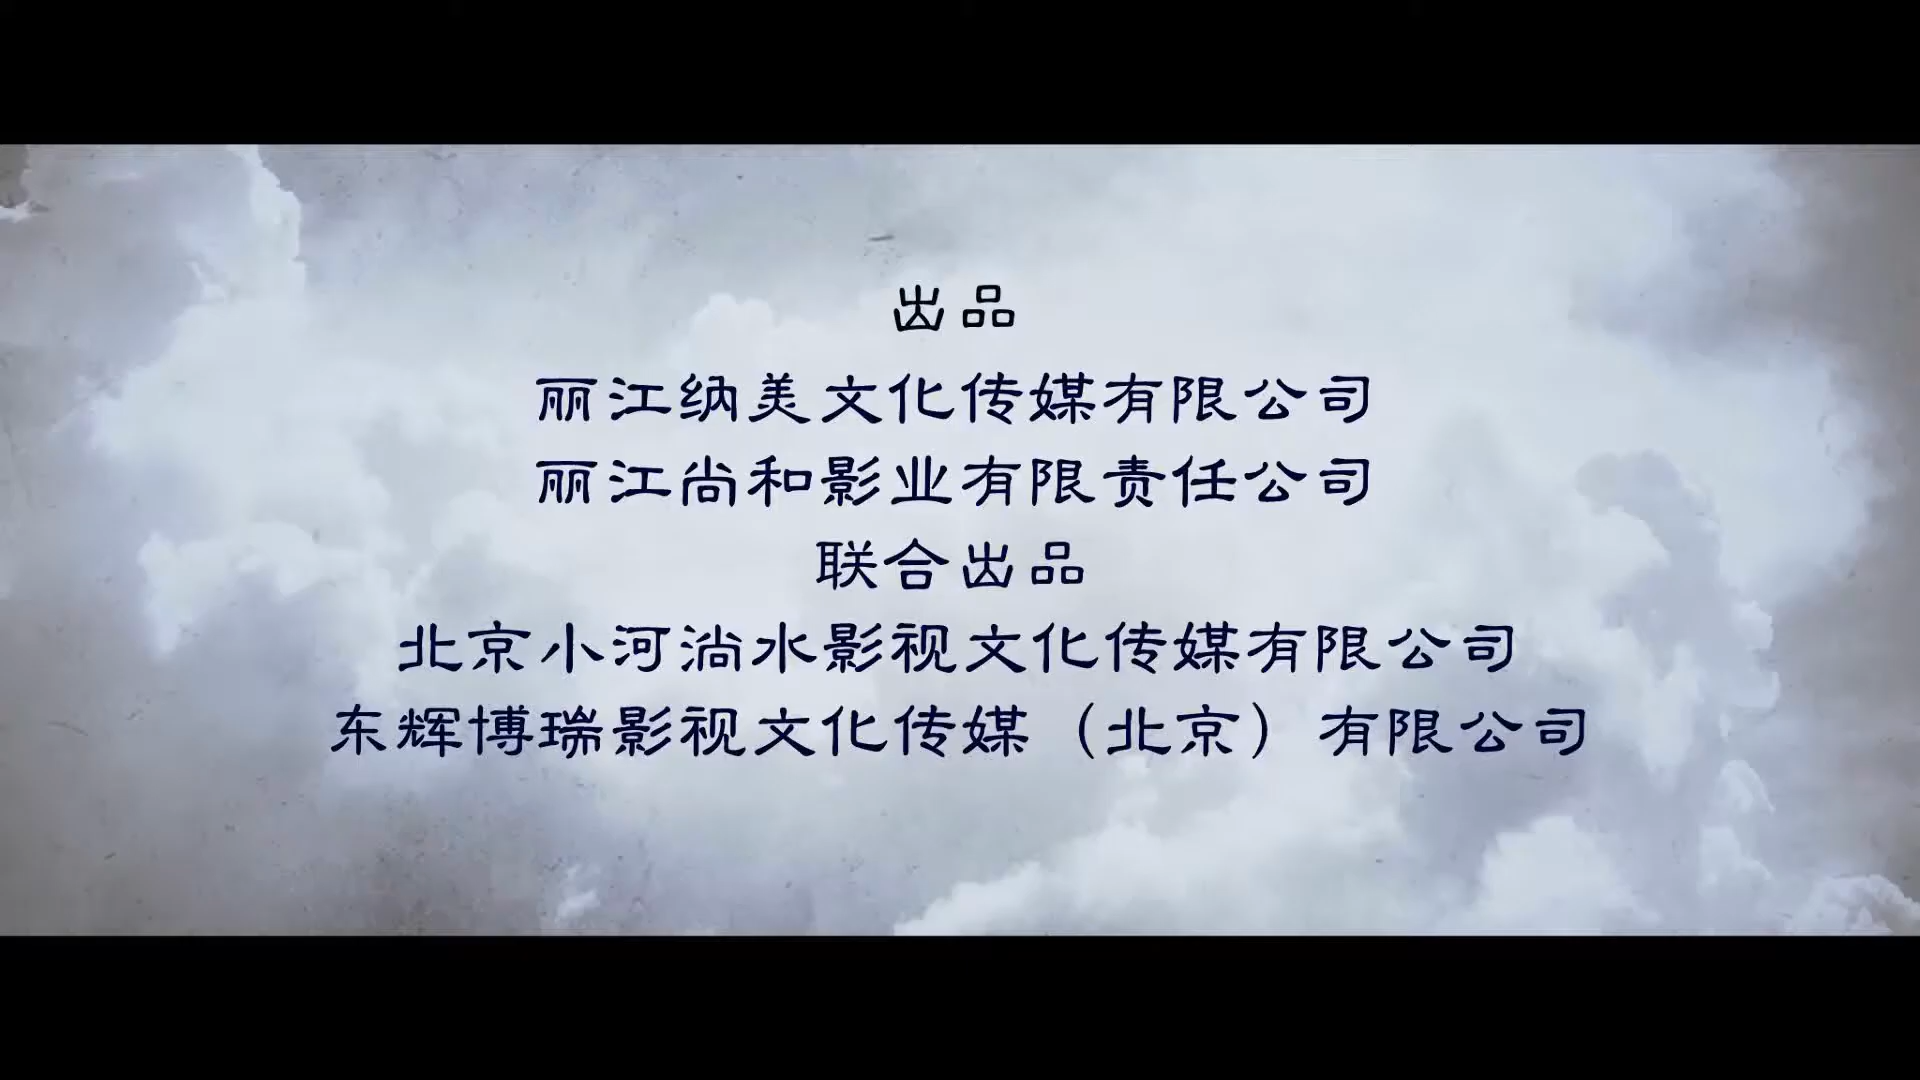 出品
丽江纳美文化传媒有限公司
丽江尚和影业有限责任公司
联合出品
北京小河淌水影视文化传媒有限公司
东辉博瑞影视文化传媒（北京）有限公司